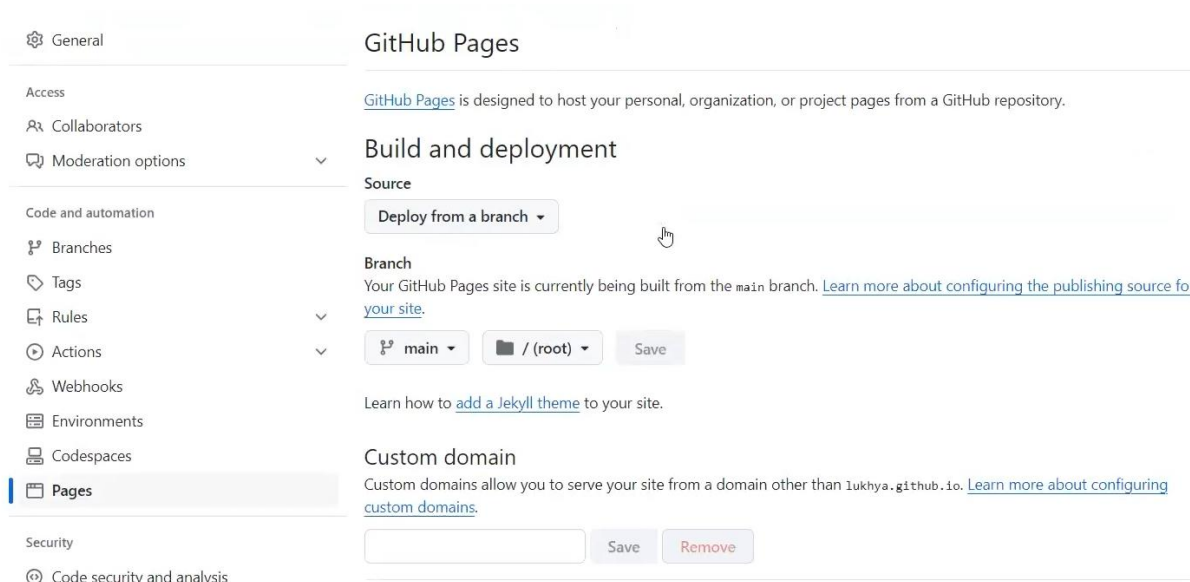 General
Access
Collaborators
Moderation options
Code and automation
Branches
Tags
Rules
Actions
Webhooks
Environments
Codespaces
Pages
Security
Code security and analysis
GitHub Pages
GitHub Pages is designed to host your personal, organization, or project pages from a GitHub repository.
Build and deployment
Source
Deploy from a branch
Branch
Your GitHub Pages site is currently being built from the main branch. Learn more about configuring the publishing source fo
your site.
main / (root) Save
Learn how to add a Jekyll theme to your site.
Custom domain
Custom domains allow you to serve your site from a domain other than lukhya.github.io. Learn more about configuring
custom domains.
Save Remove